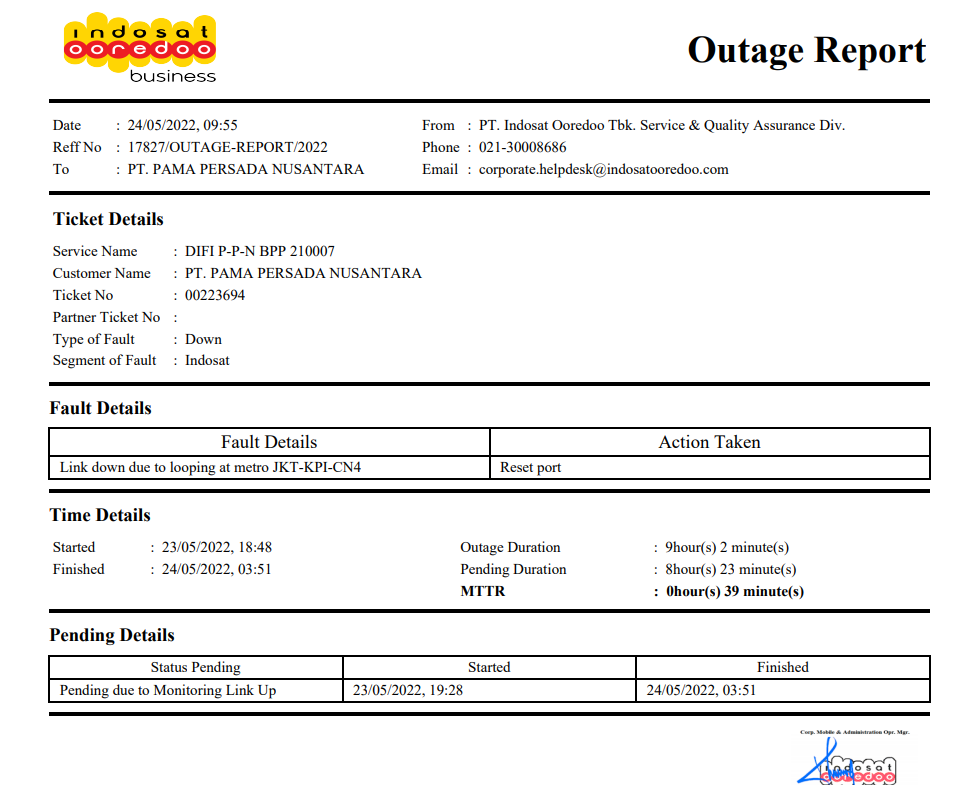 indosat
ooredoo
business
Outage Report
Date : 24/05/2022, 09:55
Reff No : 17827/OUTAGE-REPORT/2022
To : PT. PAMA PERSADA NUSANTARA
From : PT. Indosat Ooredoo Tbk. Service & Quality Assurance Div.
Phone : 021-30008686
Email : corporate.helpdesk@indosatooredoo.com
Ticket Details
Service Name : DIFI P-P-N BPP 210007
Customer Name : PT. PAMA PERSADA NUSANTARA
Ticket No : 00223694
Partner Ticket No :
Type of Fault : Down
Segment of Fault : Indosat
Fault Details
Fault Details Action Taken
Link down due to looping at metro JKT-KPI-CN4 Reset port
Time Details
Started : 23/05/2022, 18:48
Finished : 24/05/2022, 03:51
Outage Duration : 9hour(s) 2 minute(s)
Pending Duration : 8hour(s) 23 minute(s)
MTTR : 0hour(s) 39 minute(s)
Pending Details
Status Pending Started Finished
Pending due to Monitoring Link Up 23/05/2022, 19:28 24/05/2022, 03:51
Corp. Mobile & Administration Opr. Mgr.
indosat
ooredoo